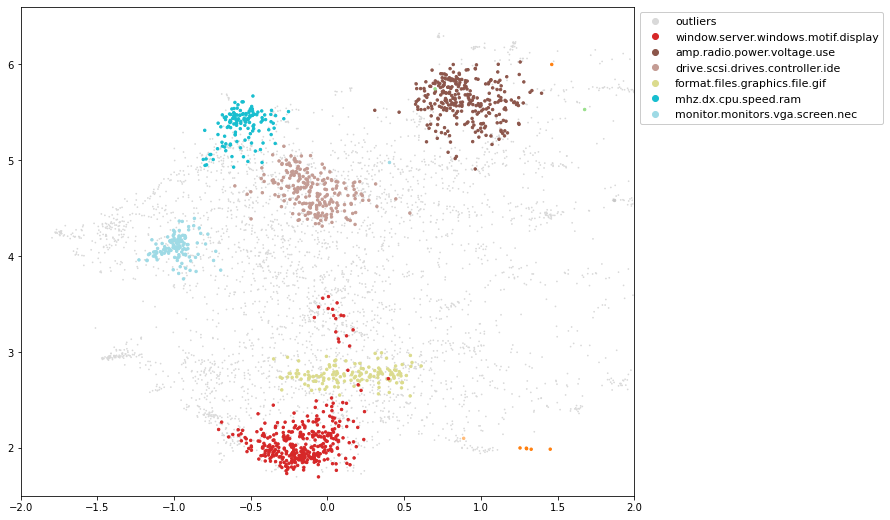 outliers
window.server.windows.motif.display
amp.radio.power.voltage.use
drive.scsi.drives.controller.ide
format.files.graphics.file.gif
mhz.dx.cpu.speed.ram
monitor.monitors.vga.screen.nec
6
5
4
3
2
−2.0 −1.5 −1.0 −0.5 0.0 0.5 1.0 1.5 2.0